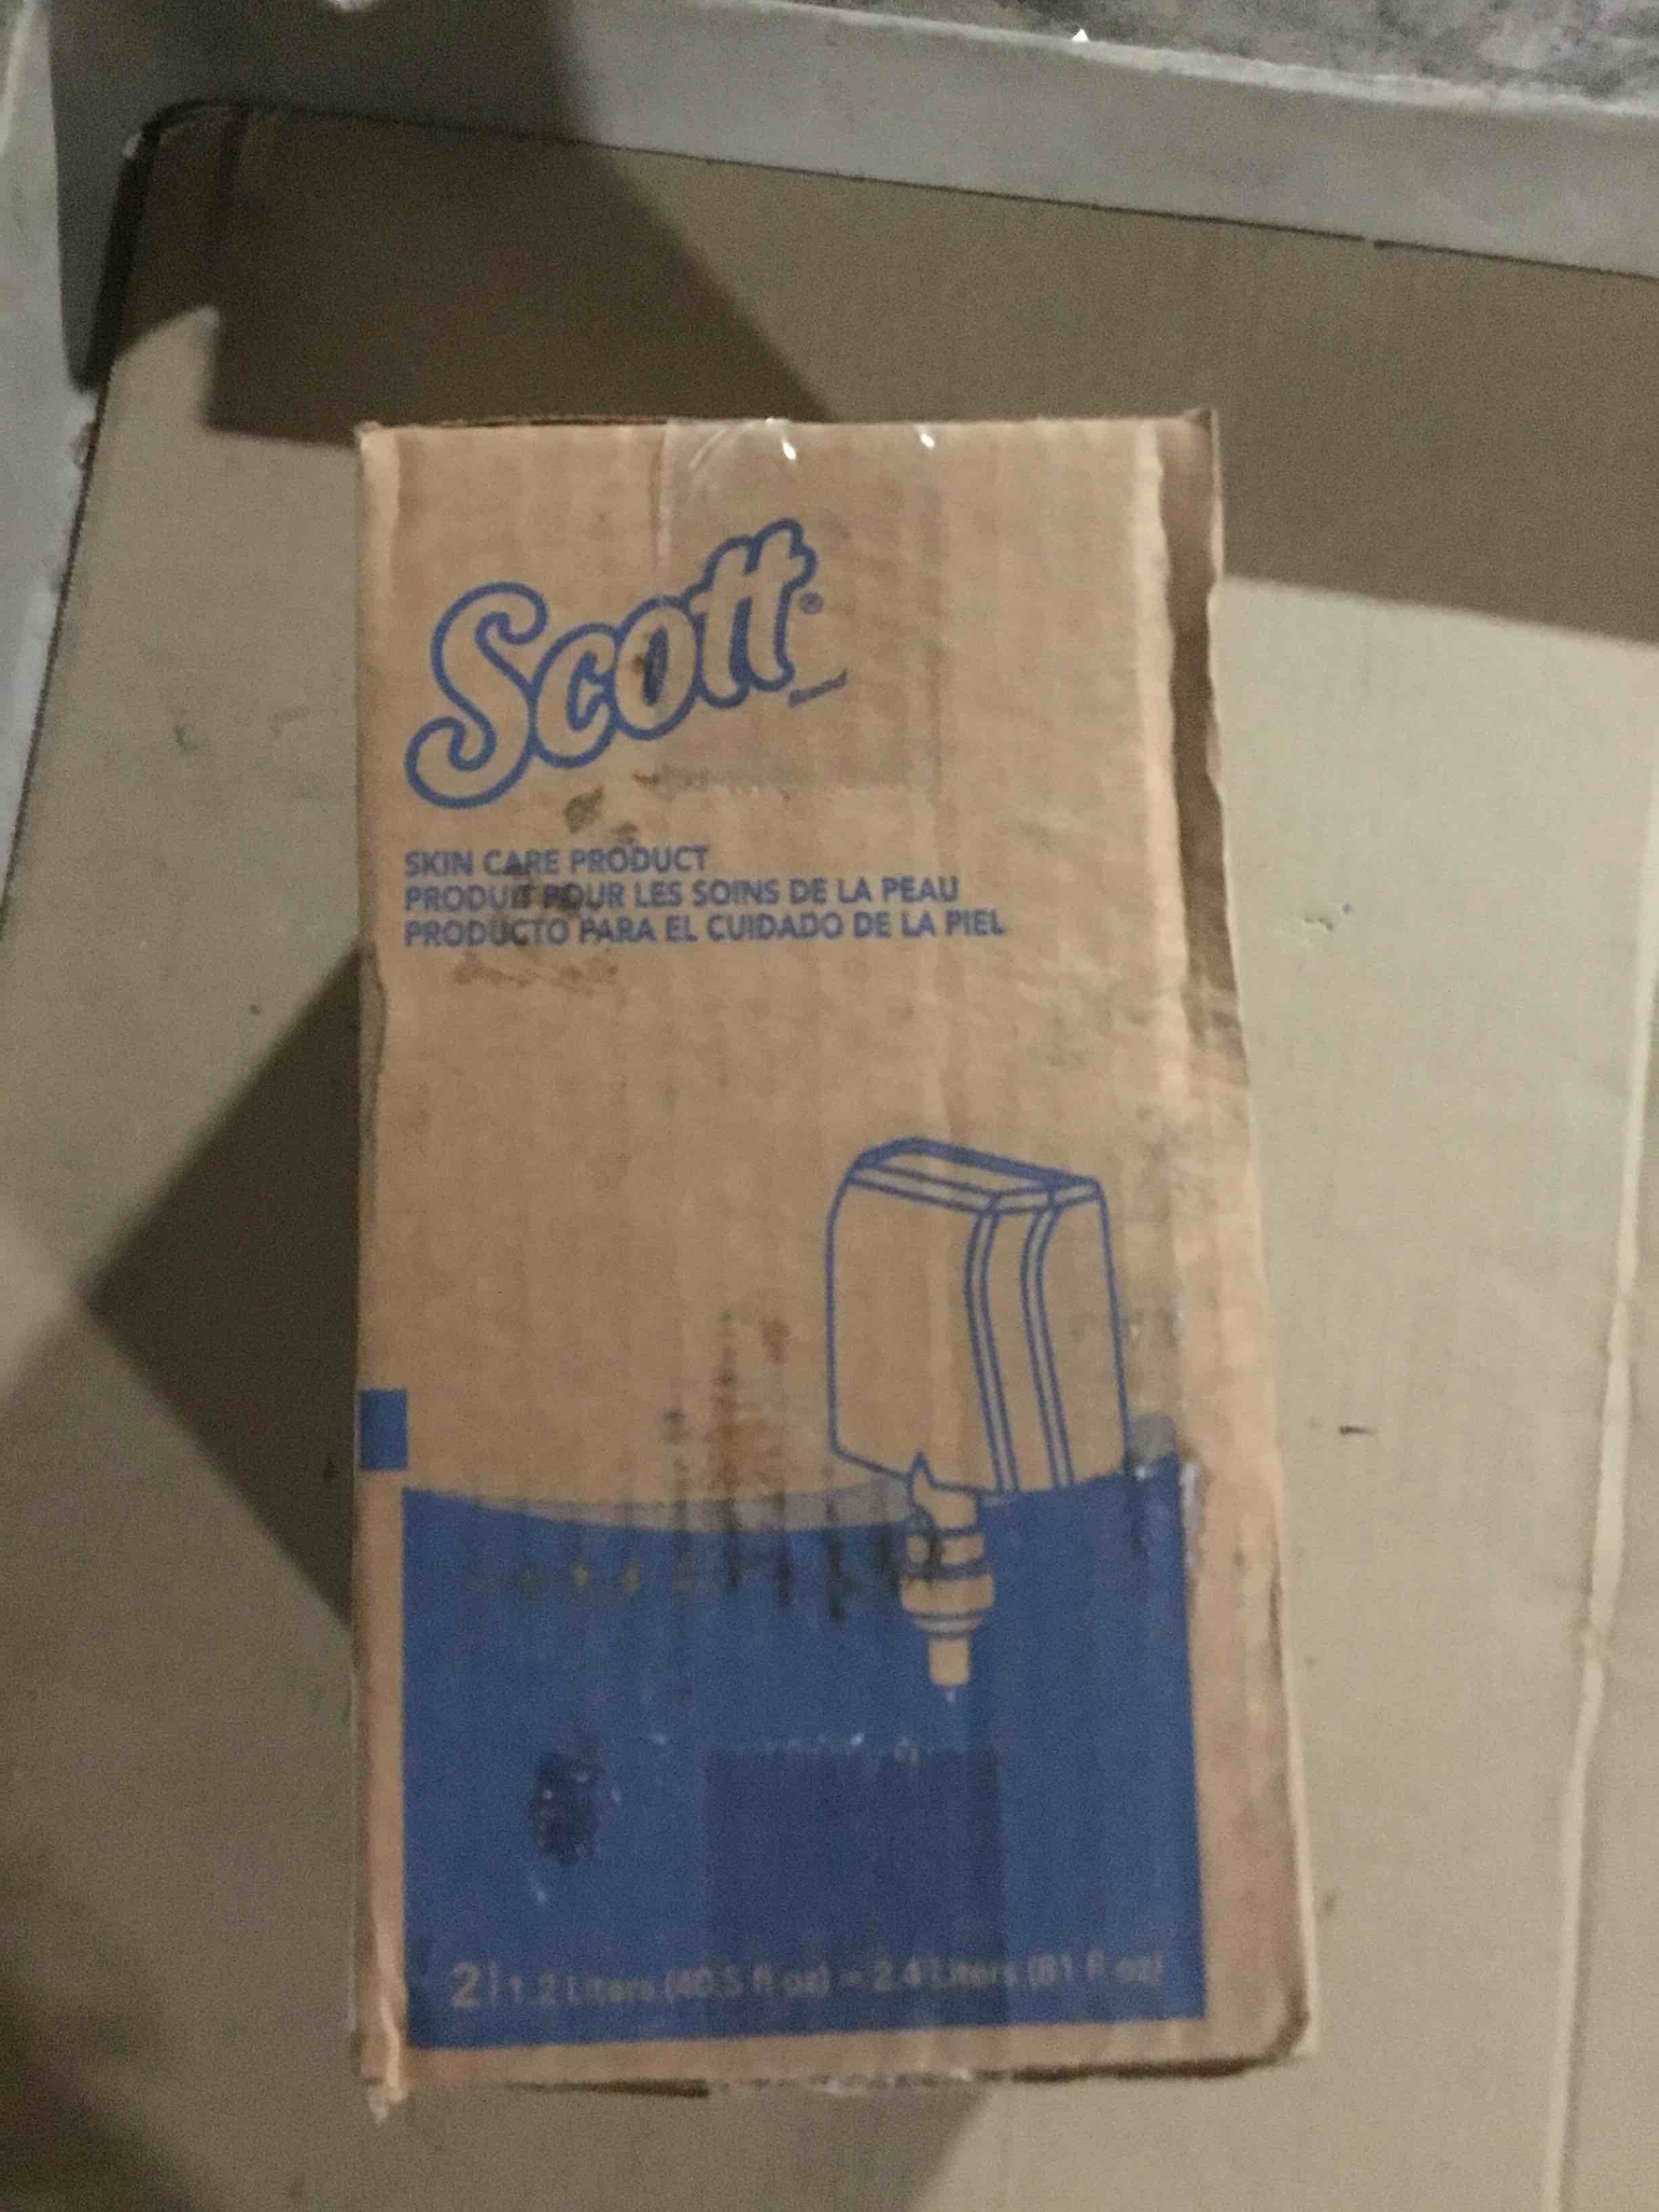 Scott®
SKIN CARE PRODUCT
PRODUIT POUR LES SOINS DE LA PEAU
PRODUCTO PARA EL CUIDADO DE LA PIEL
2 | 1.2 Liters (40.5 fl oz) = 2.4 Liters (81 fl oz)